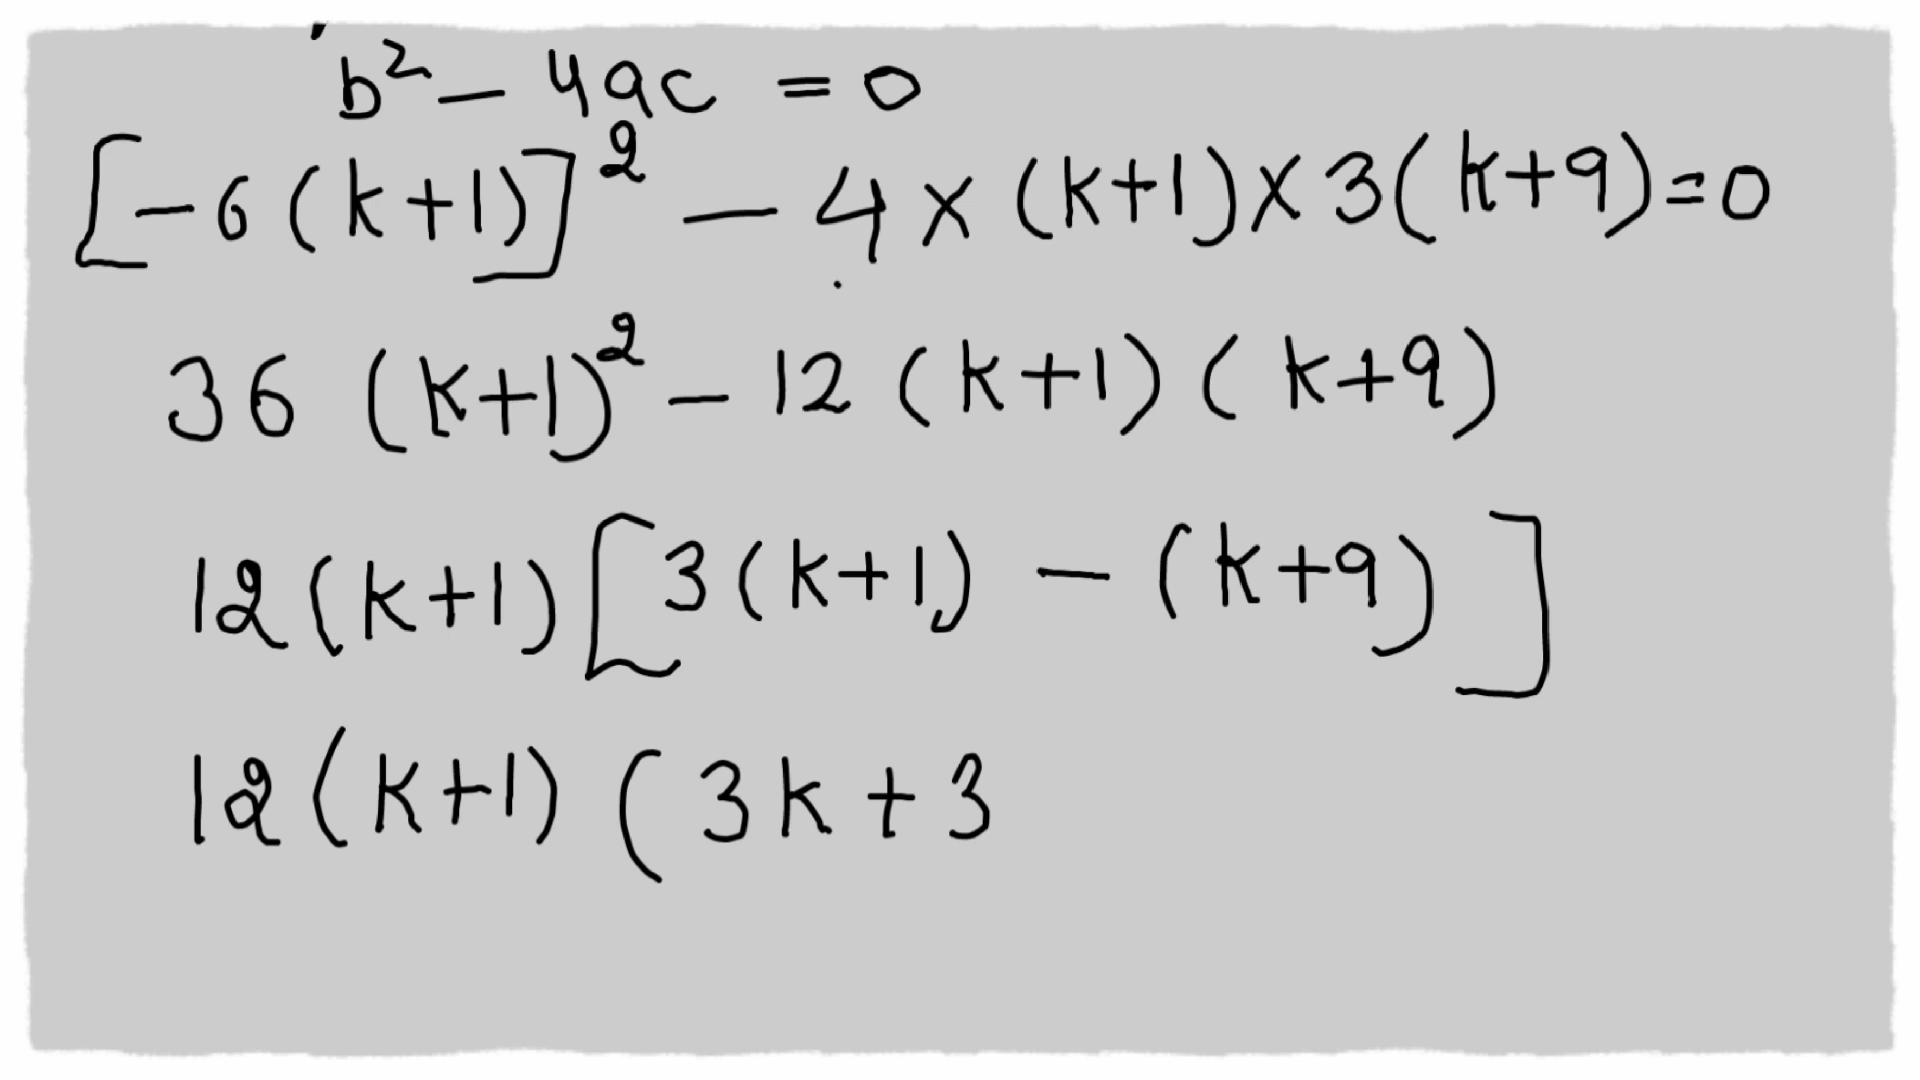 b² - 4ac = 0
[-6(k+1)]² - 4×(k+1)×3(k+9)=0
36 (k+1)² - 12(k+1)(k+9)
12(k+1)[3(k+1) - (k+9)]
12(k+1)(3k+3